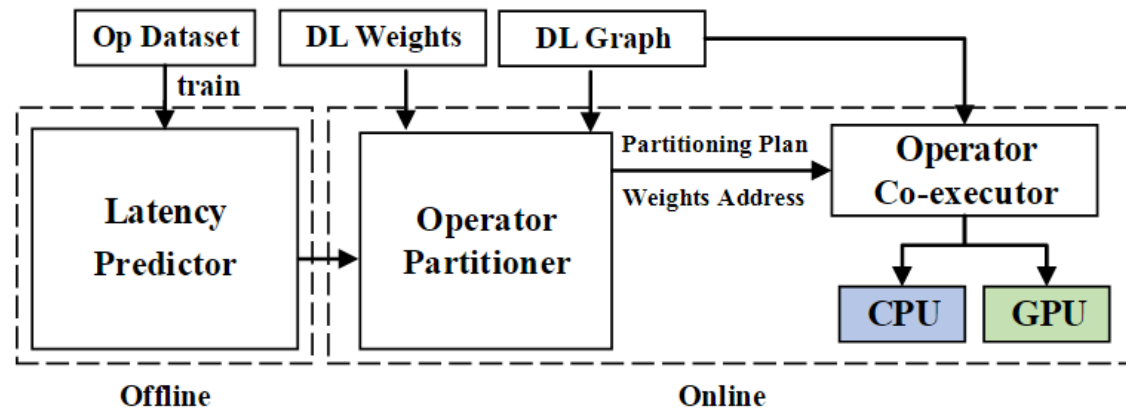 Op Dataset
DL Weights
DL Graph
train
Latency
Predictor
Operator
Partitioner
Partitioning Plan
Weights Address
Operator
Co-executor
CPU
GPU
Offline
Online